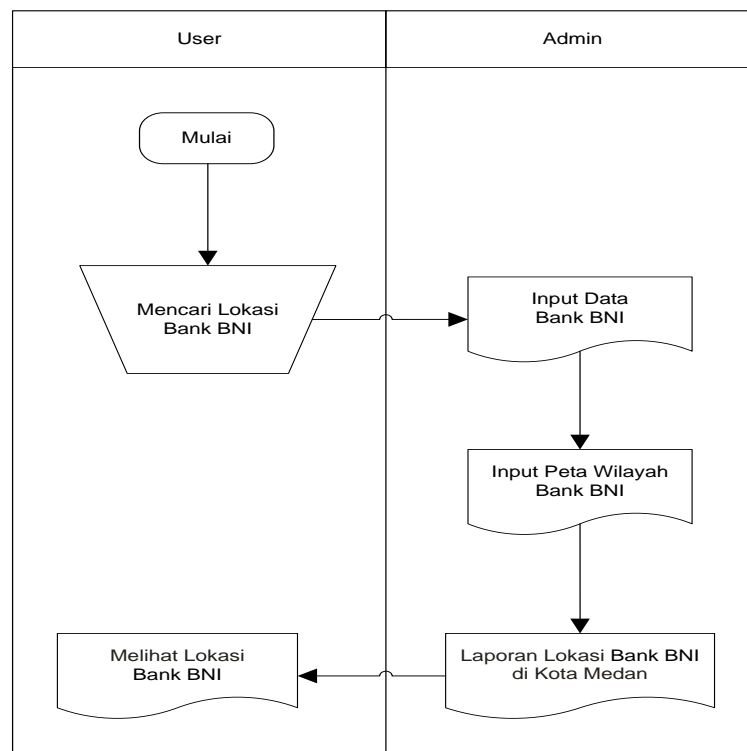 User
Admin
Mulai
Mencari Lokasi
Bank BNI
Input Data
Bank BNI
Input Peta Wilayah
Bank BNI
Laporan Lokasi Bank BNI
di Kota Medan
Melihat Lokasi
Bank BNI